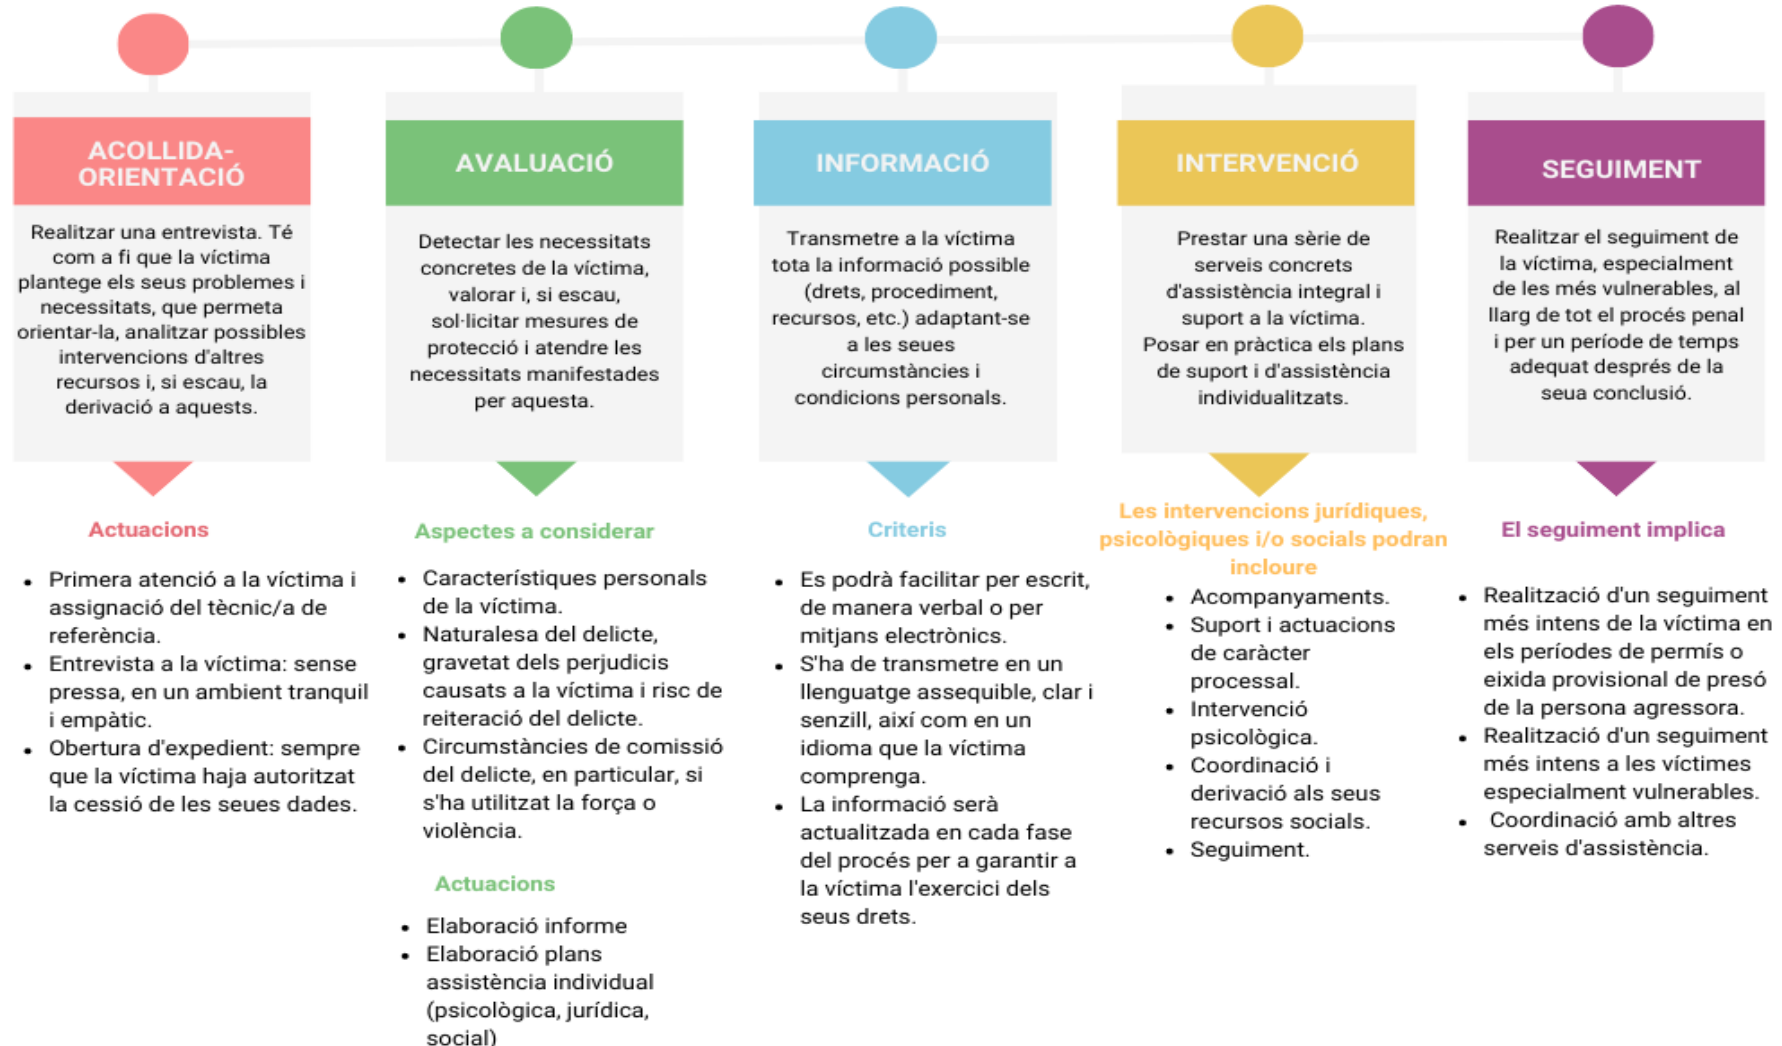 ACOLLIDA-
ORIENTACIÓ
Realitzar una entrevista. Té
com a fi que la víctima
plantege els seus problemes i
necessitats, que permeta
orientar-la, analitzar possibles
intervencions d'altres
recursos i, si escau, la
derivació a aquests.
Actuacions
• Primera atenció a la víctima i
assignació del tècnic/a de
referència.
• Entrevista a la víctima: sense
pressa, en un ambient tranquil
i empàtic.
• Obertura d'expedient: sempre
que la víctima haja autoritzat
la cessió de les seues dades.
AVALUACIÓ
Detectar les necessitats
concretes de la víctima,
valorar i, si escau,
sol·licitar mesures de
protecció i atendre les
necessitats manifestades
per aquesta.
Aspectes a considerar
• Característiques personals
de la víctima.
• Naturalesa del delicte,
gravetat dels perjudicis
causats a la víctima i risc de
reiteració del delicte.
• Circumstàncies de comissió
del delicte, en particular, si
s'ha utilitzat la força o
violència.
Actuacions
• Elaboració informe
• Elaboració plans
assistència individual
(psicològica, jurídica,
social)
INFORMACIÓ
Transmetre a la víctima
tota la informació possible
(drets, procediment,
recursos, etc.) adaptant-se
a les seues
circumstàncies i
condicions personals.
Criteris
• Es podrà facilitar per escrit,
de manera verbal o per
mitjans electrònics.
• S'ha de transmetre en un
llenguatge assequible, clar i
senzill, així com en un
idioma que la víctima
comprenga.
• La informació serà
actualitzada en cada fase
del procés per a garantir a
la víctima l'exercici dels
seus drets.
INTERVENCIÓ
Prestar una sèrie de
serveis concrets
d'assistència integral i
suport a la víctima.
Posar en pràctica els plans
de suport i d'assistència
individualitzats.
Les intervencions jurídiques,
psicològiques i/o socials podran
incloure
• Acompanyaments.
• Suport i actuacions
de caràcter
processal.
• Intervenció
psicològica.
• Coordinació i
derivació als seus
recursos socials.
• Seguiment.
SEGUIMENT
Realitzar el seguiment de
la víctima, especialment
de les més vulnerables, al
llarg de tot el procés penal
i per un període de temps
adequat després de la
seua conclusió.
El seguiment implica
• Realització d'un seguiment
més intens de la víctima en
els períodes de permís o
eixida provisional de presó
de la persona agressora.
• Realització d'un seguiment
més intens a les víctimes
especialment vulnerables.
• Coordinació amb altres
serveis d'assistència.